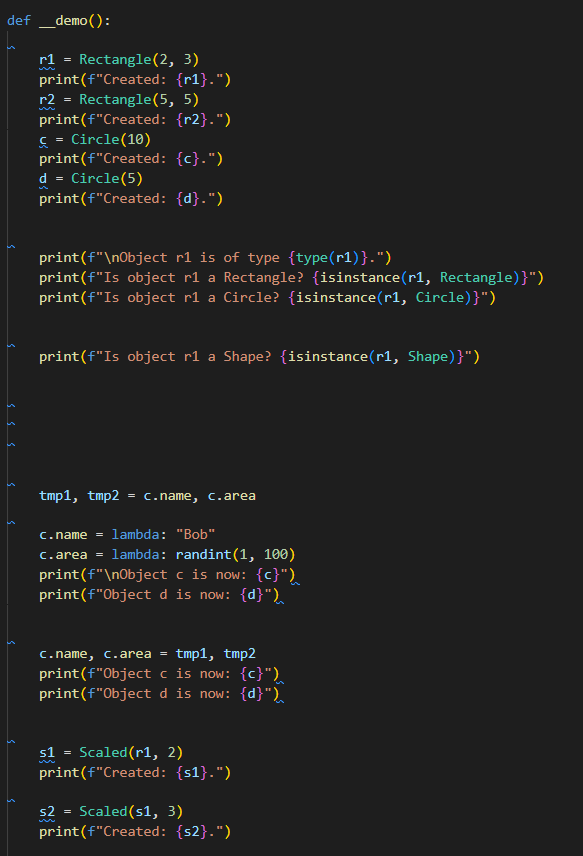 def __demo():
    r1 = Rectangle(2, 3)
    print(f"Created: {r1}.")
    r2 = Rectangle(5, 5)
    print(f"Created: {r2}.")
    c = Circle(10)
    print(f"Created: {c}.")
    d = Circle(5)
    print(f"Created: {d}.")
    print(f"\nObject r1 is of type {type(r1)}.")
    print(f"Is object r1 a Rectangle? {isinstance(r1, Rectangle)}")
    print(f"Is object r1 a Circle? {isinstance(r1, Circle)}")
    print(f"Is object r1 a Shape? {isinstance(r1, Shape)}")
    tmp1, tmp2 = c.name, c.area
    c.name = lambda: "Bob"
    c.area = lambda: randint(1, 100)
    print(f"\nObject c is now: {c}")
    print(f"Object d is now: {d}")
    c.name, c.area = tmp1, tmp2
    print(f"Object c is now: {c}")
    print(f"Object d is now: {d}")
    s1 = Scaled(r1, 2)
    print(f"Created: {s1}.")
    s2 = Scaled(s1, 3)
    print(f"Created: {s2}.")